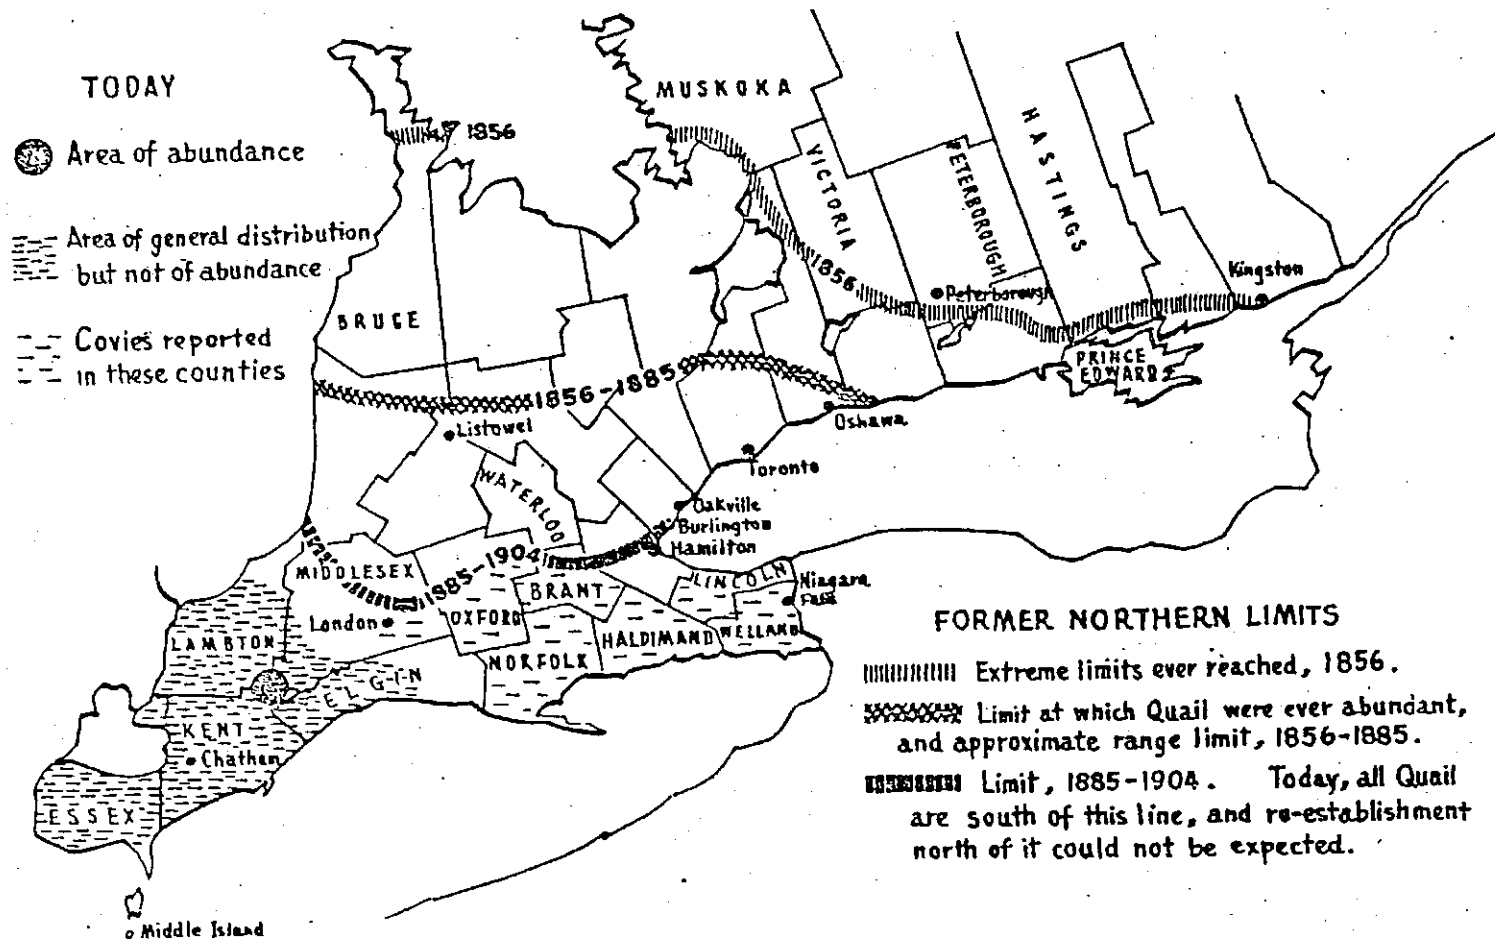 TODAY
Area of abundance
Area of general distribution
but not of abundance
Covies reported
in these counties
1856
MUSKOKA
VICTORIA
PETERBOROUGH
HASTINGS
1856
Peterborough
Kingston
PRINCE
EDWARD
BRUCE
1856-1885
Listowel
Oshawa
Toronto
WATERLOO
Oakville
Burlington
Hamilton
1885-1904
MIDDLESEX
London
OXFORD
BRANT
LINCOLN
Niagara
Falls
LAMBTON
NORFOLK
HALDIMAND
WELLAND
ELGIN
KENT
Chatham
ESSEX
Middle Island
FORMER NORTHERN LIMITS
Extreme limits ever reached, 1856.
Limit at which Quail were ever abundant,
and approximate range limit, 1856-1885.
Limit, 1885-1904. Today, all Quail
are south of this line, and re-establishment
north of it could not be expected.